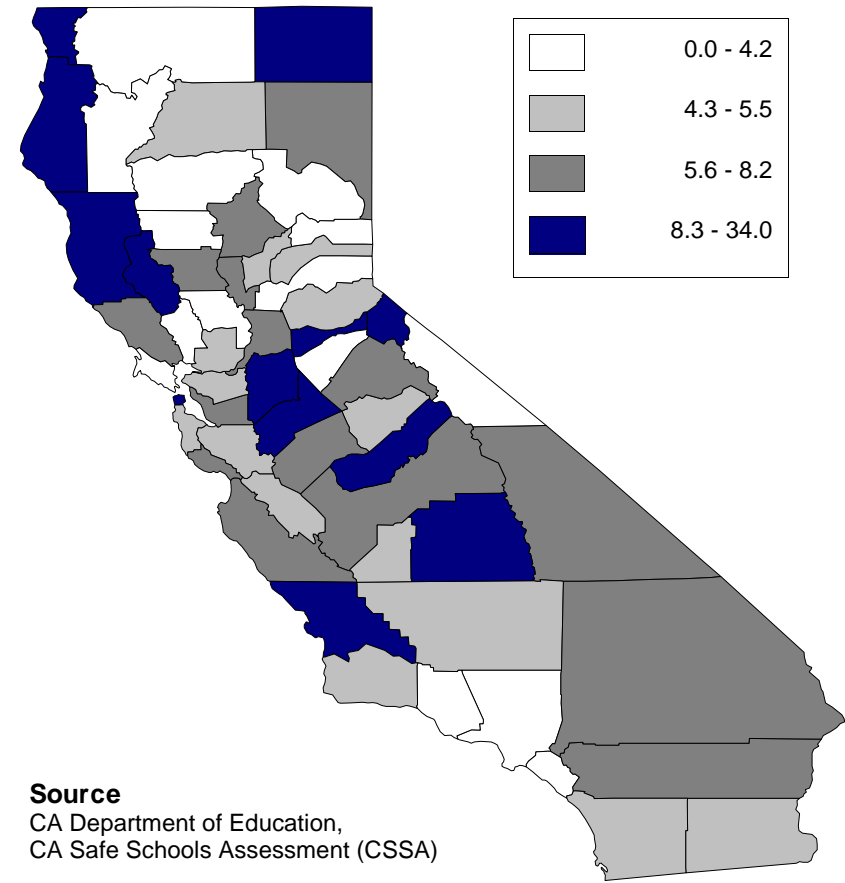 0.0 - 4.2
4.3 - 5.5
5.6 - 8.2
8.3 - 34.0
Source
CA Department of Education,
CA Safe Schools Assessment (CSSA)